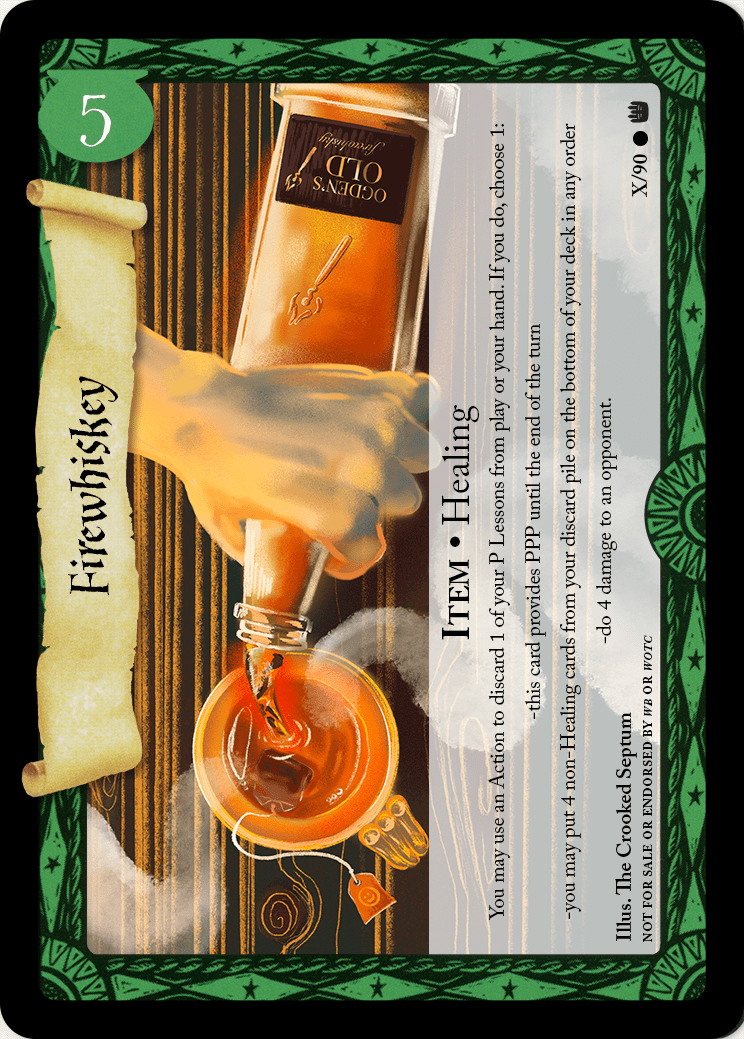 5
Firewhiskey
OGDEN'S
OLD
firewhisky
ITEM • Healing
You may use an Action to discard 1 of your P Lessons from play or your hand. If you do, choose 1:
-this card provides PPP until the end of the turn
-you may put 4 non-Healing cards from your discard pile on the bottom of your deck in any order
-do 4 damage to an opponent.
Illus. The Crooked Septum
NOT FOR SALE OR ENDORSED BY WB OR WOTC
X/90